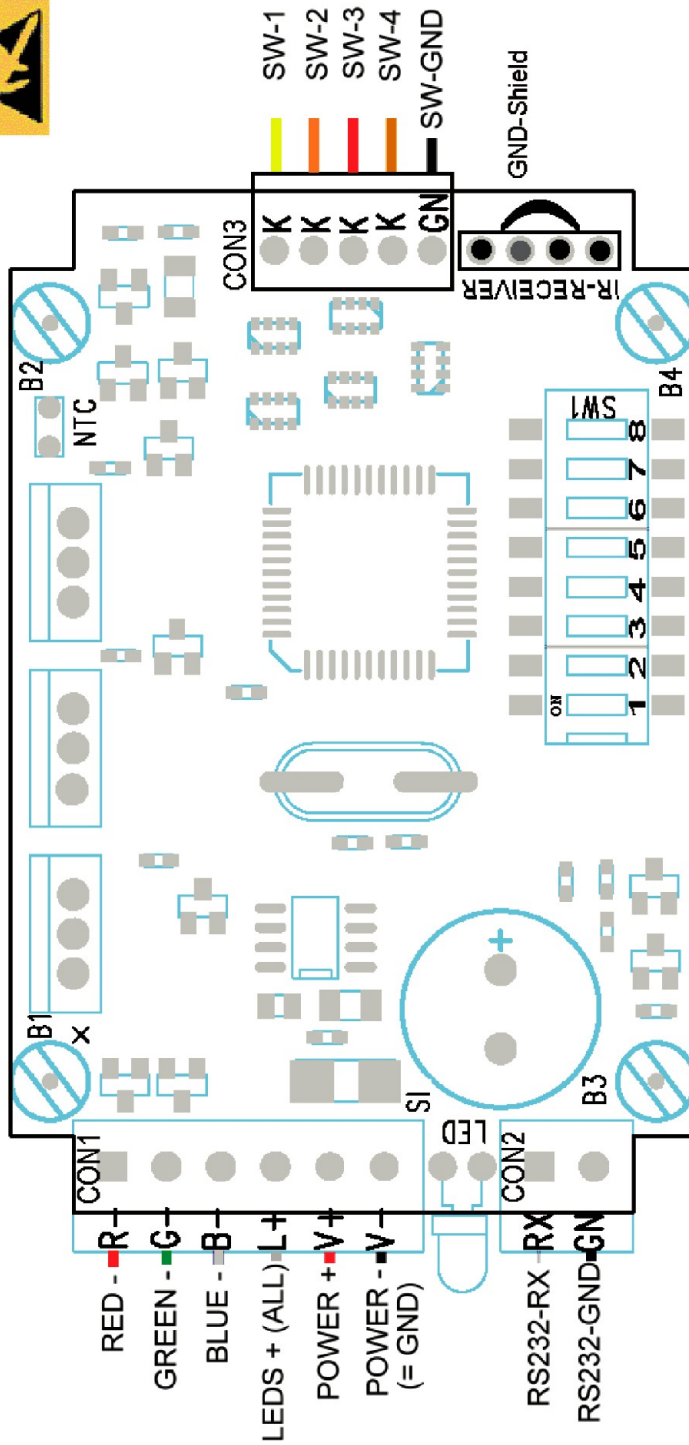 SW-1
SW-2
SW-3
SW-4
SW-GND
GND-Shield
CON3
K
K
K
K
GN
IR-RECEIVER
B2
NTC
B4
SW1
8
7
6
5
4
3
2
1
ON
B1
X
B3
SI
LED
CON1
CON2
RED - R-
GREEN - G-
BLUE - B-
LEDS + (ALL) L+
POWER + V+
POWER - V-
(= GND)
RS232-RX RX
RS232-GND GN
+